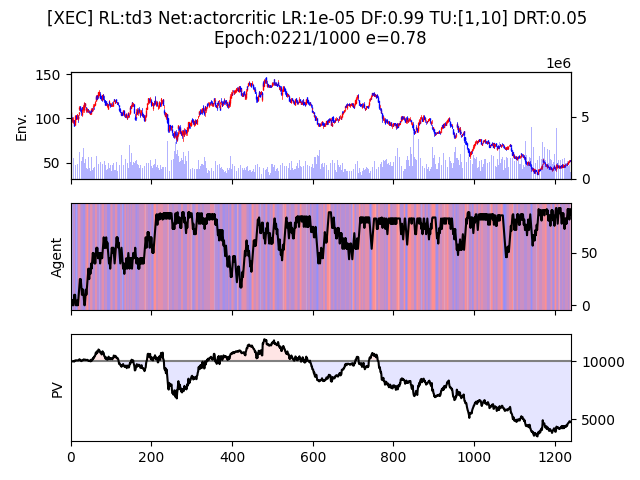 [XEC] RL:td3 Net:actorcritic LR:1e-05 DF:0.99 TU:[1,10] DRT:0.05
Epoch:0221/1000 e=0.78
1e6
150
100
50
Env.
5
0
Agent
50
0
PV
10000
5000
0 200 400 600 800 1000 1200